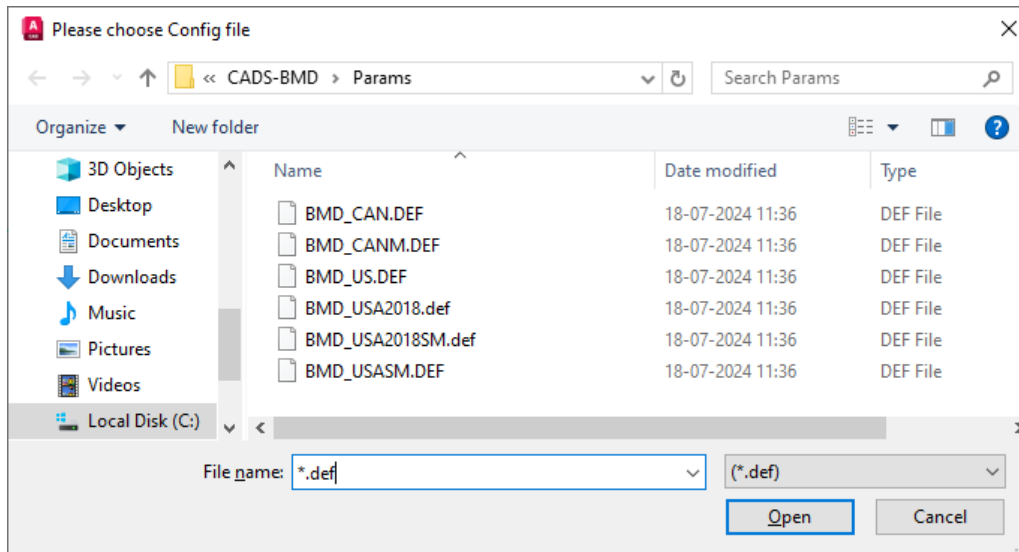 A
CAD
Please choose Config file
« CADS-BMD > Params
Search Params
Organize
New folder
?
3D Objects
Desktop
Documents
Downloads
Music
Pictures
Videos
Local Disk (C:)
Name Date modified Type
BMD_CAN.DEF 18-07-2024 11:36 DEF File
BMD_CANM.DEF 18-07-2024 11:36 DEF File
BMD_US.DEF 18-07-2024 11:36 DEF File
BMD_USA2018.def 18-07-2024 11:36 DEF File
BMD_USA2018SM.def 18-07-2024 11:36 DEF File
BMD_USASM.DEF 18-07-2024 11:36 DEF File
File name: *.def (*.def)
Open Cancel